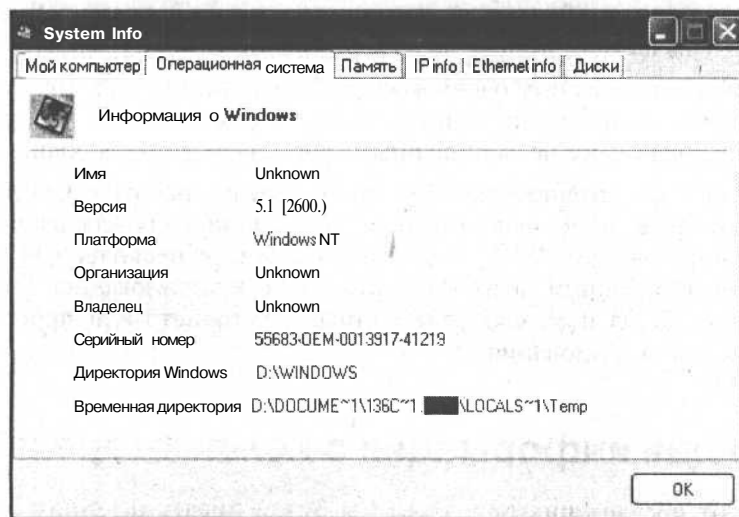 System Info
Мой компьютер Операционная система Память IP info Ethernet info Диски
Информация о Windows
Имя Unknown
Версия 5.1 [2600.)
Платформа Windows NT
Организация Unknown
Владелец Unknown
Серийный номер 55683-OEM-0013917-41219
Директория Windows D:\WINDOWS
Временная директория D:\DOCUME~1\136C~1. \LOCALS~1\Temp
OK